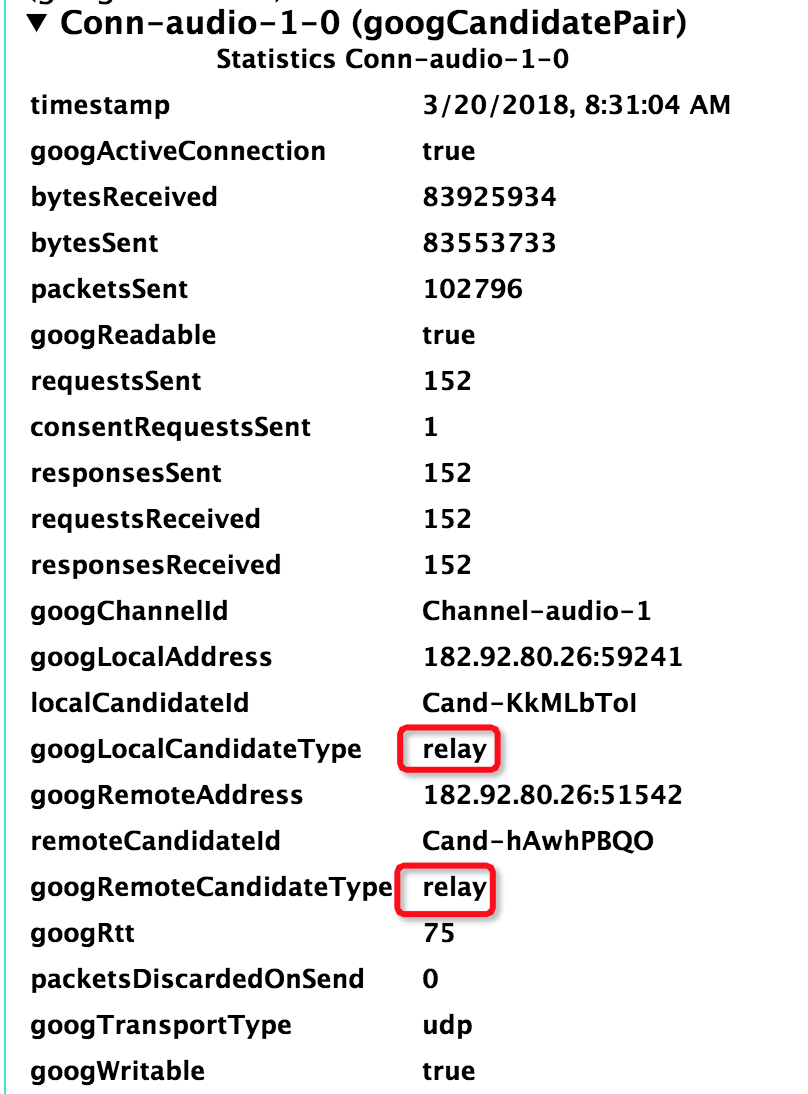 ▼ Conn-audio-1-0 (googCandidatePair)
Statistics Conn-audio-1-0
timestamp 3/20/2018, 8:31:04 AM
googActiveConnection true
bytesReceived 83925934
bytesSent 83553733
packetsSent 102796
googReadable true
requestsSent 152
consentRequestsSent 1
responsesSent 152
requestsReceived 152
responsesReceived 152
googChannelId Channel-audio-1
googLocalAddress 182.92.80.26:59241
localCandidateId Cand-KkMLbToI
googLocalCandidateType relay
googRemoteAddress 182.92.80.26:51542
remoteCandidateId Cand-hAwhPBQO
googRemoteCandidateType relay
googRtt 75
packetsDiscardedOnSend 0
googTransportType udp
googWritable true